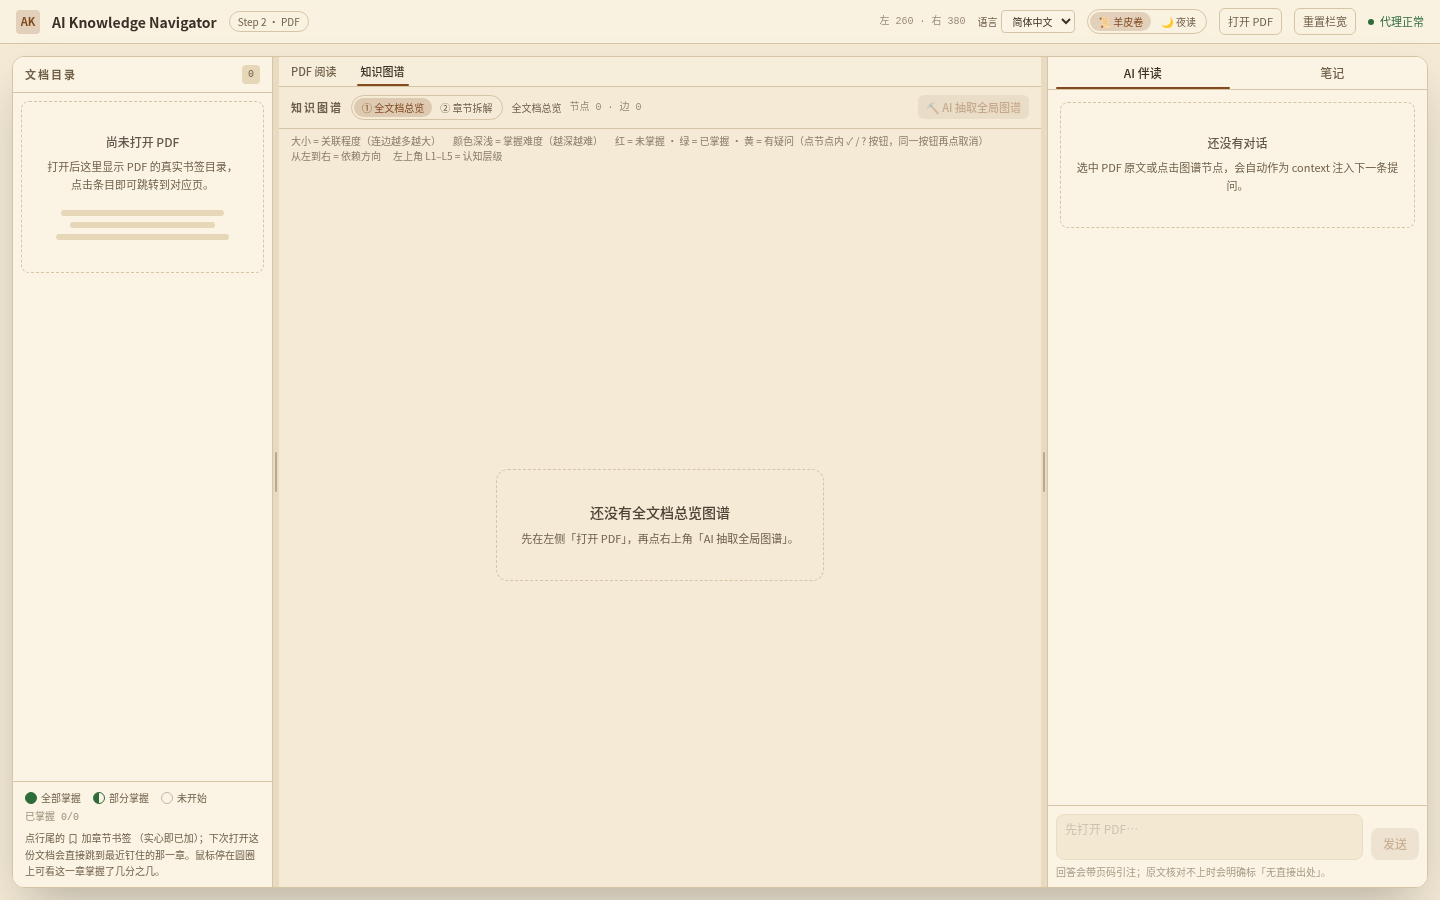 AK AI Knowledge Navigator Step 2 · PDF 左 260 · 右 380 语言 简体中文 📜 羊皮卷 🌙 夜读 打开 PDF 重置栏宽 代理正常
文档目录 0
尚未打开 PDF
打开后这里显示 PDF 的真实书签目录，
点击条目即可跳转到对应页。
全部掌握 部分掌握 未开始
已掌握 0/0
点行尾的 口 加章节书签 （实心即已加）；下次打开这
份文档会直接跳到最近钉住的那一章。鼠标停在圆圈
上可看这一章掌握了几分之几。
PDF 阅读 知识图谱
知识图谱 ① 全文档总览 ② 章节拆解 全文档总览 节点 0 · 边 0 🔨 AI 抽取全局图谱
大小 = 关联程度（连边越多越大） 颜色深浅 = 掌握难度（越深越难） 红 = 未掌握 · 绿 = 已掌握 · 黄 = 有疑问（点节点内 ✓ / ? 按钮，同一按钮再点取消）
从左到右 = 依赖方向 左上角 L1–L5 = 认知层级
还没有全文档总览图谱
先在左侧「打开 PDF」，再点右上角「AI 抽取全局图谱」。
AI 伴读 笔记
还没有对话
选中 PDF 原文或点击图谱节点，会自动作为 context 注入下一条提
问。
先打开 PDF…
发送
回答会带页码引注；原文核对不上时会明确标「无直接出处」。